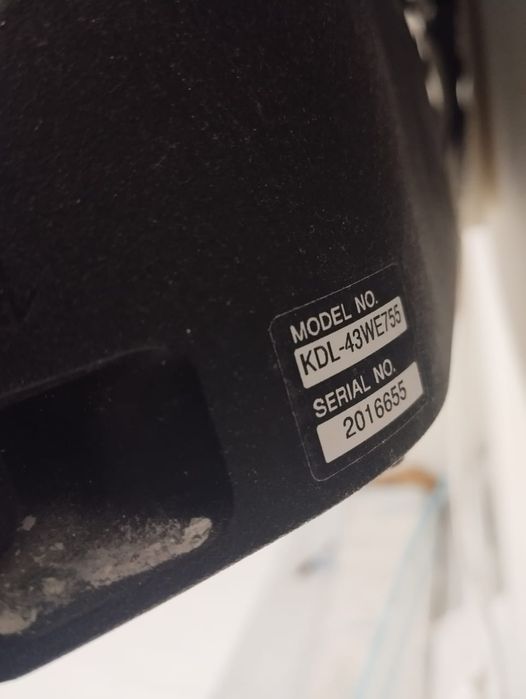 MODEL NO.
KDL-43WE755
SERIAL NO.
2016655